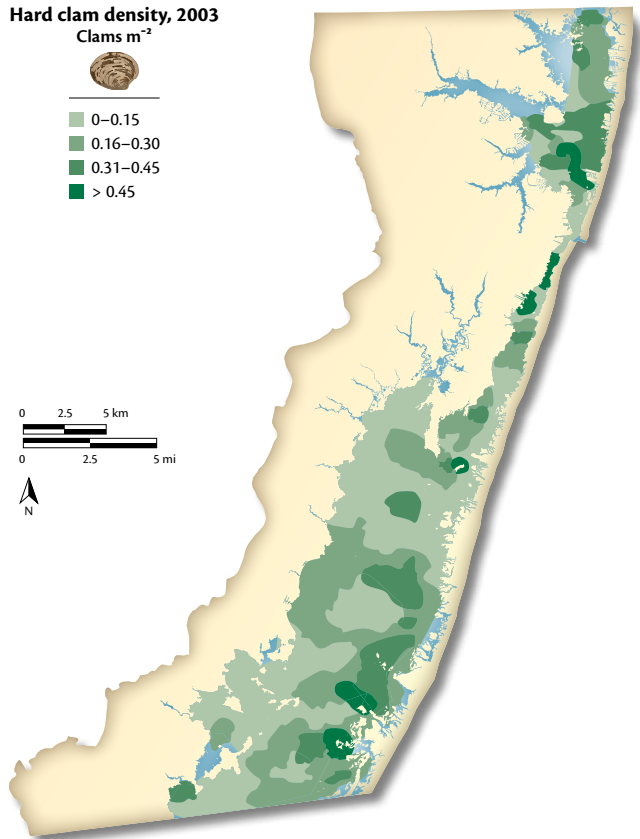 Hard clam density, 2003
Clams m⁻²
0–0.15
0.16–0.30
0.31–0.45
> 0.45
0 2.5 5 km
0 2.5 5 mi
N